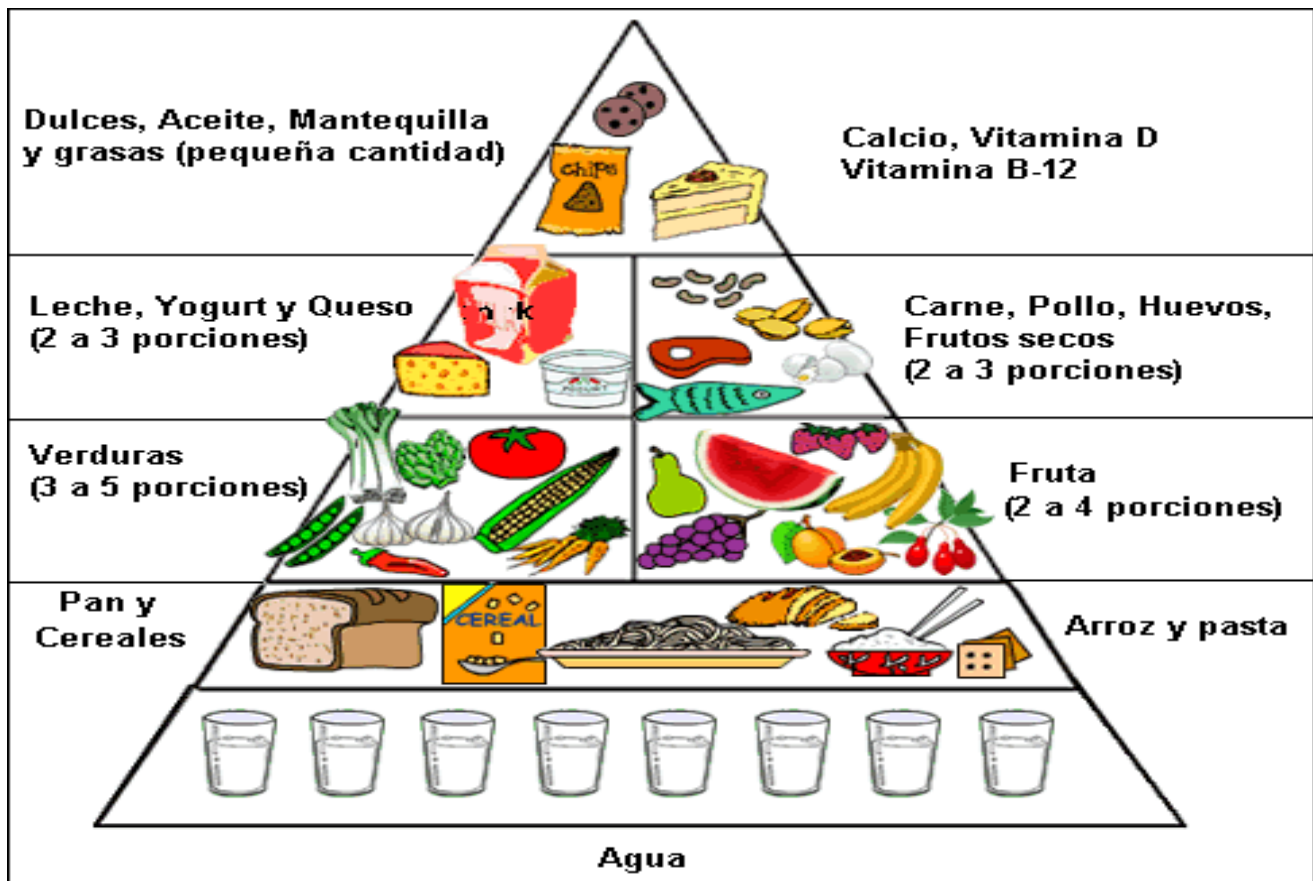 Dulces, Aceite, Mantequilla
y grasas (pequeña cantidad)
Calcio, Vitamina D
Vitamina B-12
chips
Leche, Yogurt y Queso
(2 a 3 porciones)
Carne, Pollo, Huevos,
Frutos secos
(2 a 3 porciones)
YOGURT
Verduras
(3 a 5 porciones)
Fruta
(2 a 4 porciones)
Pan y
Cereales
CEREAL
Arroz y pasta
Agua